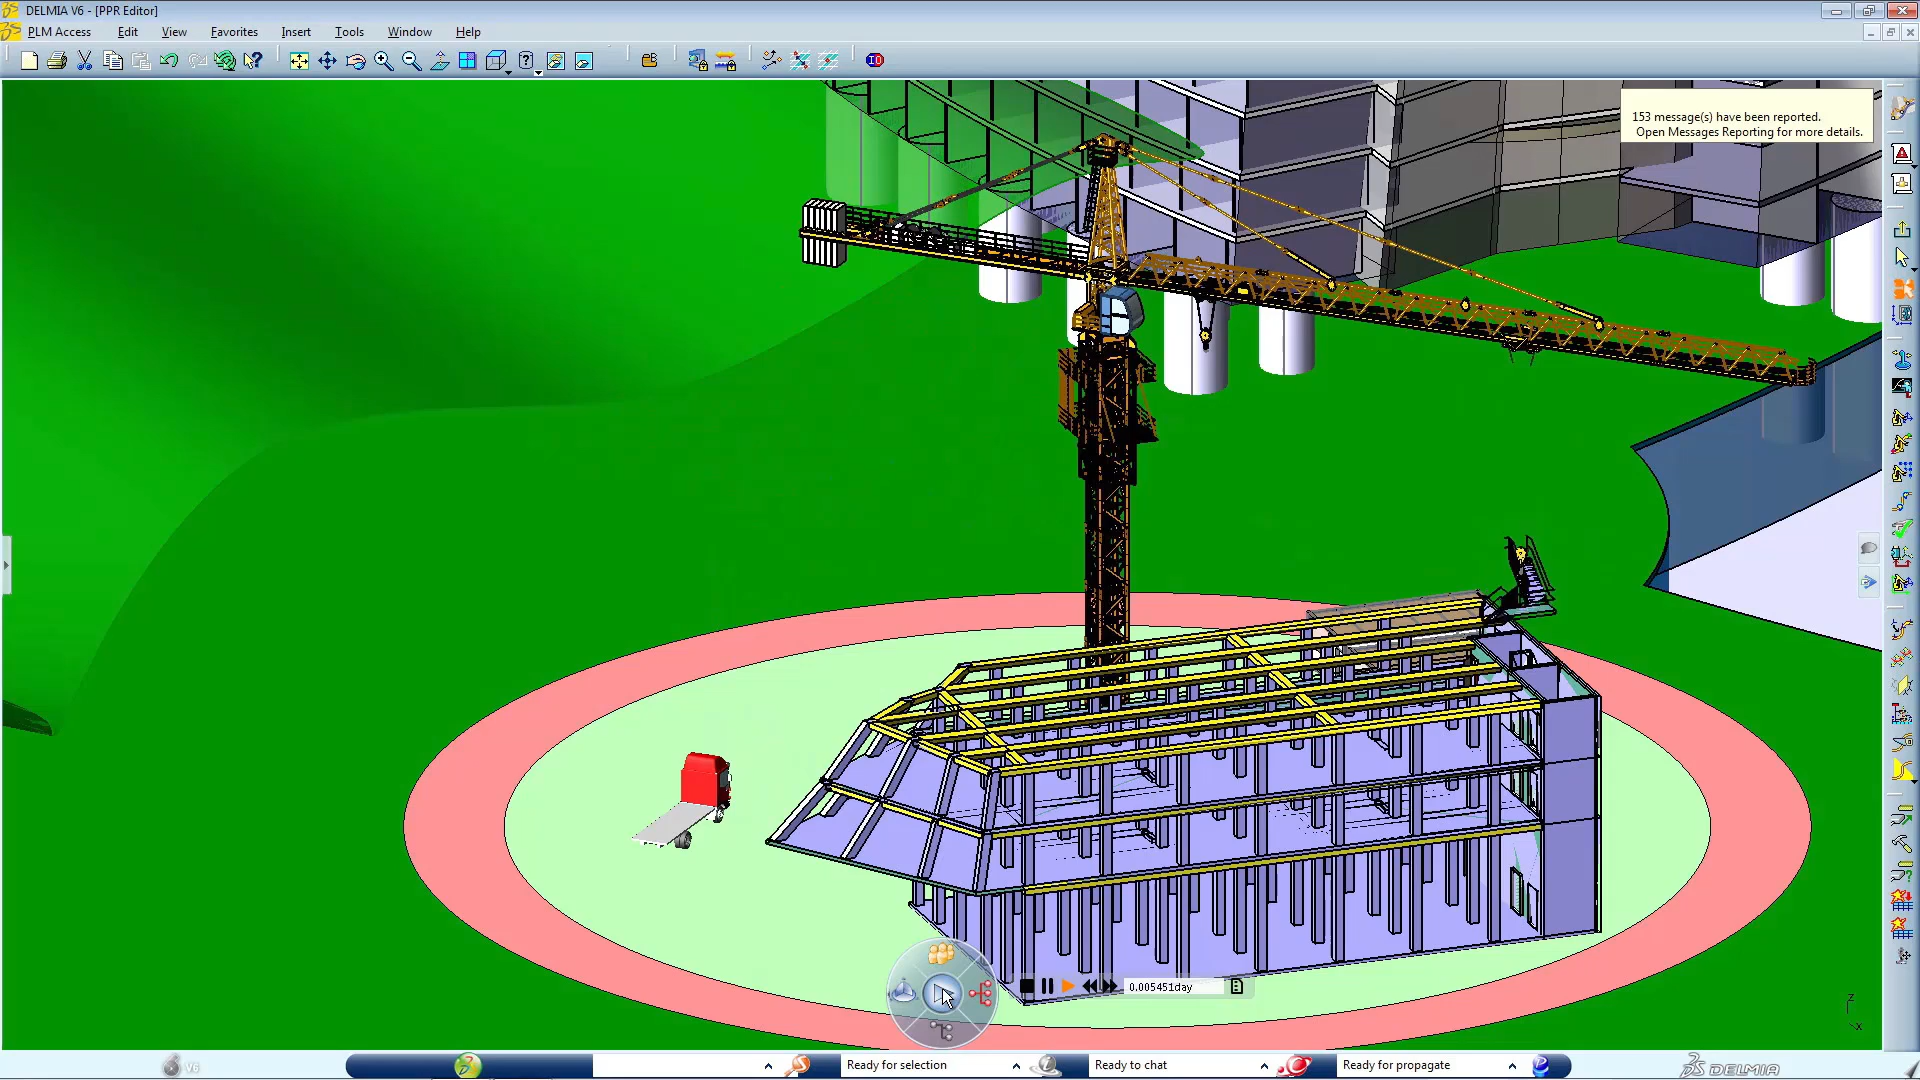 DELMIA V6 - [PPR Editor]
PLM Access Edit View Favorites Insert Tools Window Help
153 message(s) have been reported.
Open Messages Reporting for more details.
0.005451day
z
x
V6
Ready for selection
Ready to chat
Ready for propagate
DELMIA